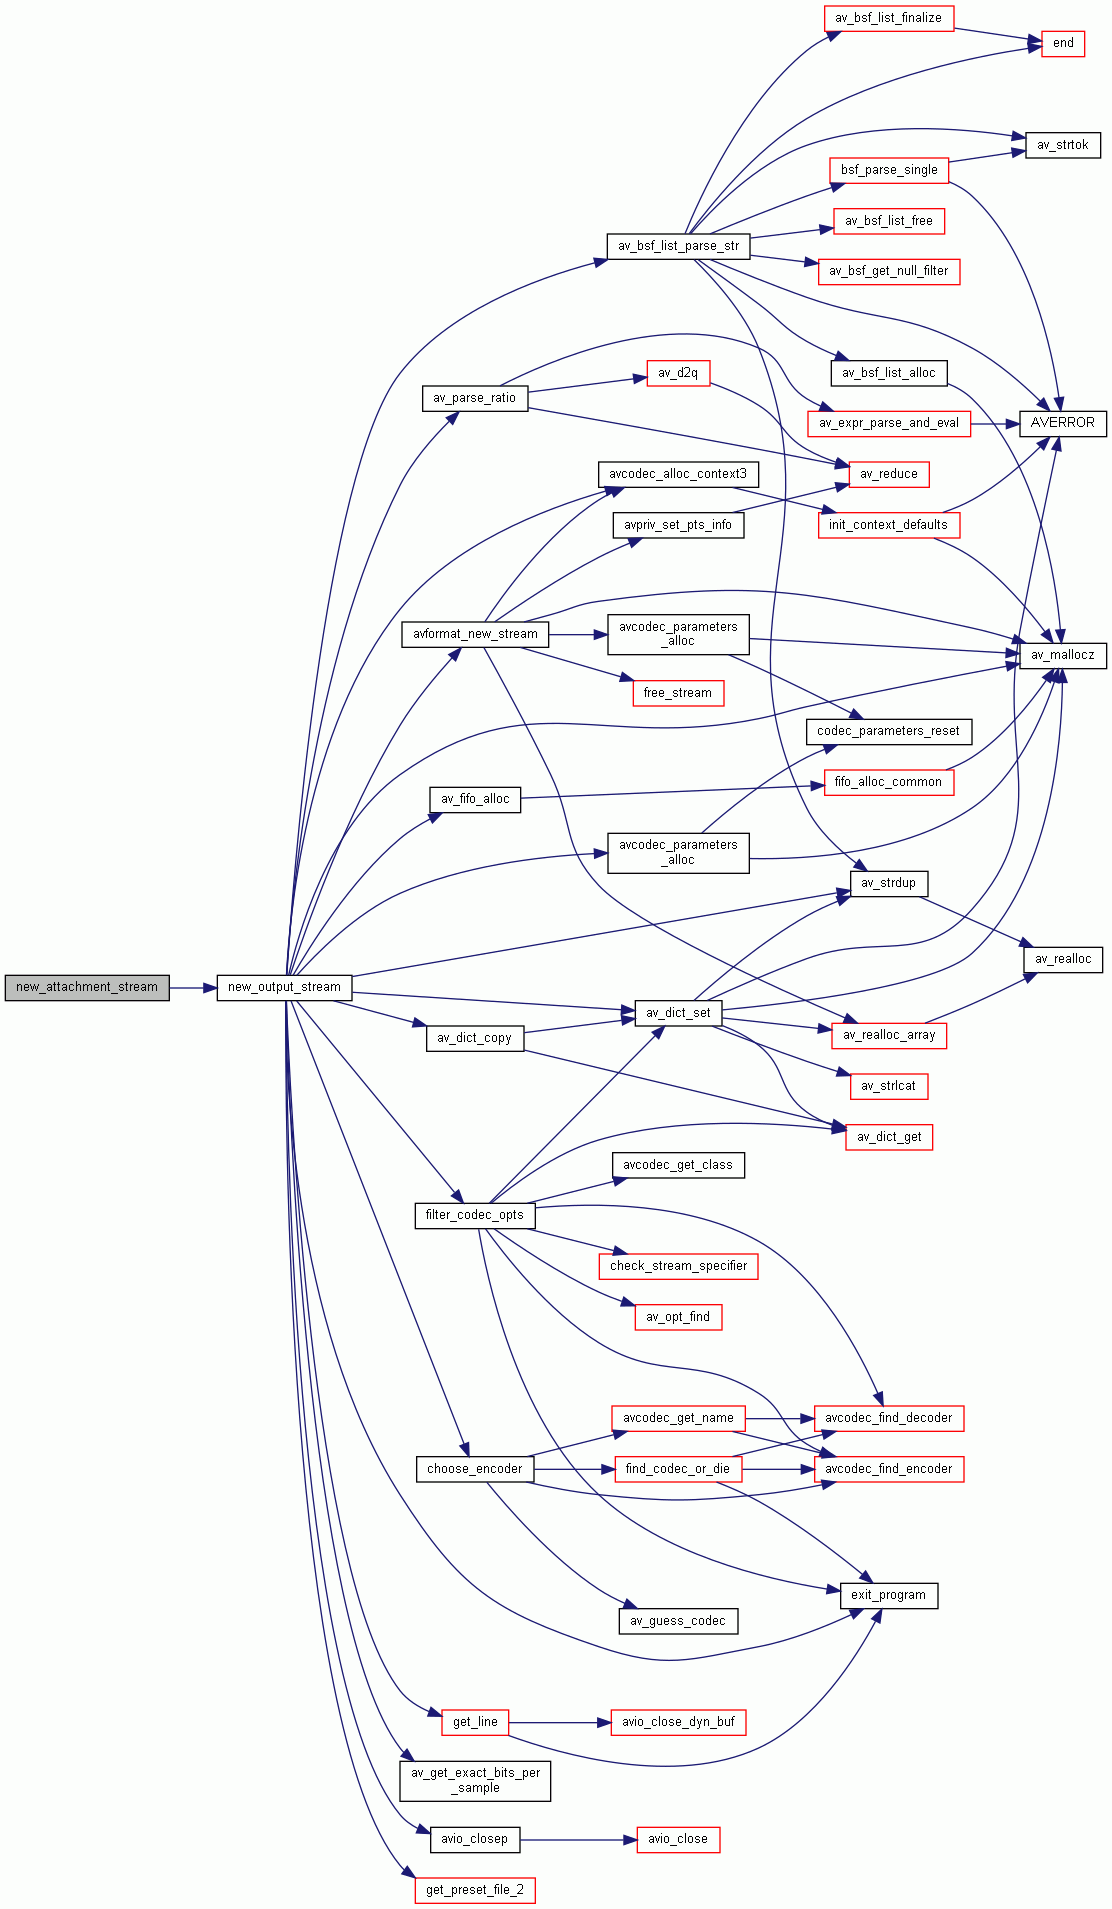 av_bsf_list_finalize
end
av_strtok
bsf_parse_single
av_bsf_list_free
av_bsf_list_parse_str
av_bsf_get_null_filter
av_bsf_list_alloc
av_d2q
av_parse_ratio
av_expr_parse_and_eval
AVERROR
avcodec_alloc_context3
av_reduce
avpriv_set_pts_info
init_context_defaults
avformat_new_stream
avcodec_parameters
_alloc
av_mallocz
free_stream
codec_parameters_reset
fifo_alloc_common
av_fifo_alloc
avcodec_parameters
_alloc
av_strdup
av_realloc
new_attachment_stream
new_output_stream
av_dict_set
av_dict_copy
av_realloc_array
av_strlcat
av_dict_get
avcodec_get_class
filter_codec_opts
check_stream_specifier
av_opt_find
avcodec_get_name
avcodec_find_decoder
choose_encoder
find_codec_or_die
avcodec_find_encoder
exit_program
av_guess_codec
get_line
avio_close_dyn_buf
av_get_exact_bits_per
_sample
avio_closep
avio_close
get_preset_file_2